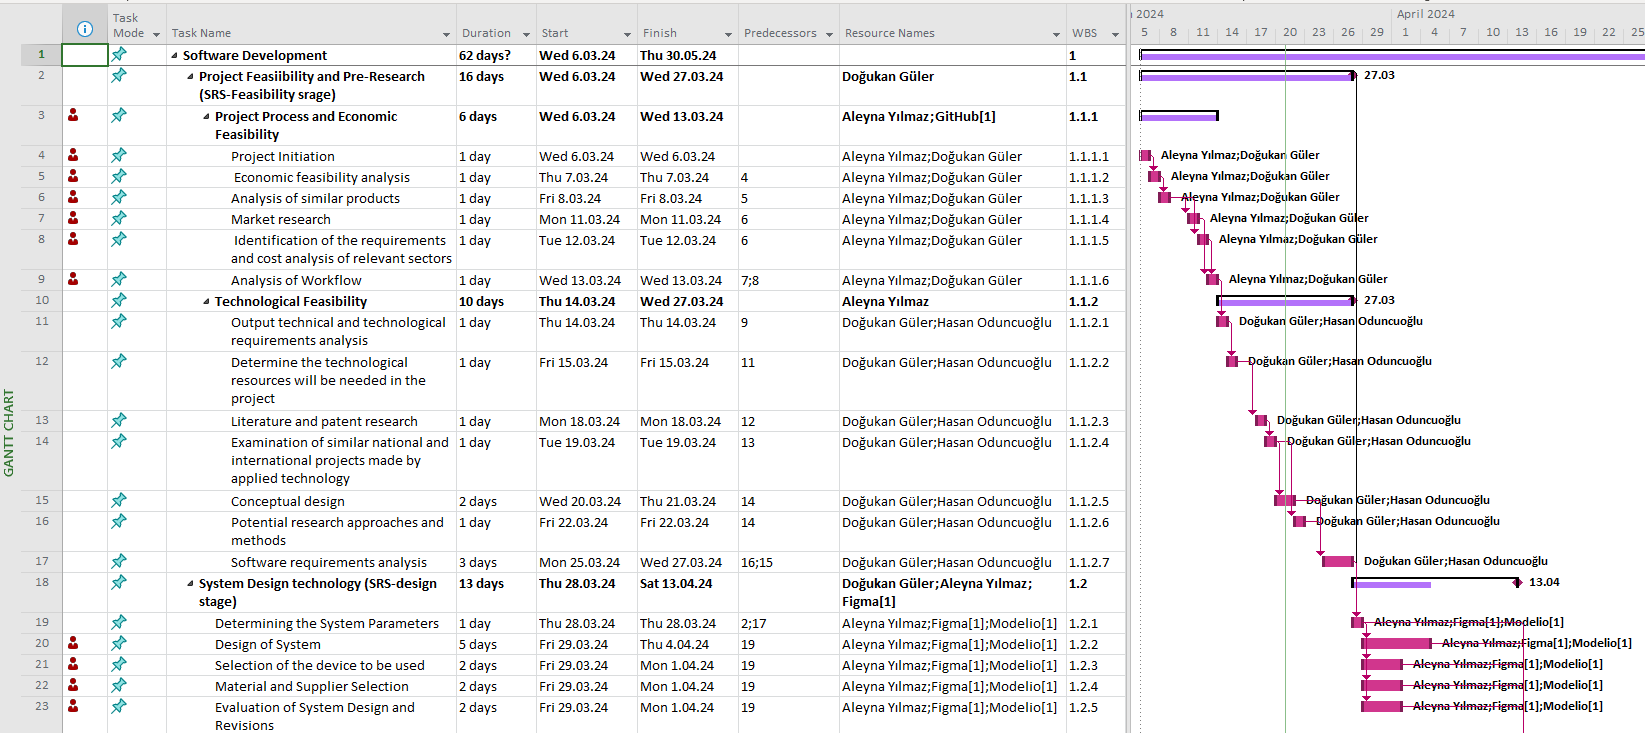 n 2024 April 2024
Task Mode Task Name Duration Start Finish Predecessors Resource Names WBS 5 8 11 14 17 20 23 26 29 1 4 7 10 13 16 19 22 25
1 Software Development 62 days? Wed 6.03.24 Thu 30.05.24 1
2 Project Feasiibility and Pre-Research 16 days Wed 6.03.24 Wed 27.03.24 Doğukan Güler 1.1 27.03
(SRS-Feasibility srage)
3 Project Process and Economic 6 days Wed 6.03.24 Wed 13.03.24 Aleyna Yılmaz;GitHub[1] 1.1.1
Feasibility
4 Project Initiation 1 day Wed 6.03.24 Wed 6.03.24 Aleyna Yılmaz;Doğukan Güler 1.1.1.1 Aleyna Yılmaz;Doğukan Güler
5 Economic feasibility analysis 1 day Thu 7.03.24 Thu 7.03.24 4 Aleyna Yılmaz;Doğukan Güler 1.1.1.2 Aleyna Yılmaz;Doğukan Güler
6 Analysis of similar products 1 day Fri 8.03.24 Fri 8.03.24 5 Aleyna Yılmaz;Doğukan Güler 1.1.1.3 Aleyna Yılmaz;Doğukan Güler
7 Market research 1 day Mon 11.03.24 Mon 11.03.24 6 Aleyna Yılmaz;Doğukan Güler 1.1.1.4 Aleyna Yılmaz;Doğukan Güler
8 Identification of the requirements 1 day Tue 12.03.24 Tue 12.03.24 6 Aleyna Yılmaz;Doğukan Güler 1.1.1.5 Aleyna Yılmaz;Doğukan Güler
and cost analysis of relevant sectors
9 Analysis of Workflow 1 day Wed 13.03.24 Wed 13.03.24 7;8 Aleyna Yılmaz;Doğukan Güler 1.1.1.6 Aleyna Yılmaz;Doğukan Güler
10 Technological Feasibility 10 days Thu 14.03.24 Wed 27.03.24 Aleyna Yılmaz 1.1.2 27.03
11 Output technical and technological 1 day Thu 14.03.24 Thu 14.03.24 9 Doğukan Güler;Hasan Oduncuoğlu 1.1.2.1 Doğukan Güler;Hasan Oduncuoğlu
requirements analysis
12 Determine the technological 1 day Fri 15.03.24 Fri 15.03.24 11 Doğukan Güler;Hasan Oduncuoğlu 1.1.2.2 Doğukan Güler;Hasan Oduncuoğlu
resources will be needed in the
project
13 Literature and patent research 1 day Mon 18.03.24 Mon 18.03.24 12 Doğukan Güler;Hasan Oduncuoğlu 1.1.2.3 Doğukan Güler;Hasan Oduncuoğlu
14 Examination of similar national and 1 day Tue 19.03.24 Tue 19.03.24 13 Doğukan Güler;Hasan Oduncuoğlu 1.1.2.4 Doğukan Güler;Hasan Oduncuoğlu
international projects made by
applied technology
15 Conceptual design 2 days Wed 20.03.24 Thu 21.03.24 14 Doğukan Güler;Hasan Oduncuoğlu 1.1.2.5 Doğukan Güler;Hasan Oduncuoğlu
16 Potential research approaches and 1 day Fri 22.03.24 Fri 22.03.24 14 Doğukan Güler;Hasan Oduncuoğlu 1.1.2.6 Doğukan Güler;Hasan Oduncuoğlu
methods
17 Software requirements analysis 3 days Mon 25.03.24 Wed 27.03.24 16;15 Doğukan Güler;Hasan Oduncuoğlu 1.1.2.7 Doğukan Güler;Hasan Oduncuoğlu
18 System Design technology (SRS-design 13 days Thu 28.03.24 Sat 13.04.24 Doğukan Güler;Aleyna Yılmaz; 1.2 13.04
stage) Figma[1]
19 Determining the System Parameters 1 day Thu 28.03.24 Thu 28.03.24 2;17 Aleyna Yılmaz;Figma[1];Modelio[1] 1.2.1 Aleyna Yılmaz;Figma[1];Modelio[1]
20 Design of System 5 days Fri 29.03.24 Thu 4.04.24 19 Aleyna Yılmaz;Figma[1];Modelio[1] 1.2.2 Aleyna Yılmaz;Figma[1];Modelio[1]
21 Selection of the device to be used 2 days Fri 29.03.24 Mon 1.04.24 19 Aleyna Yılmaz;Figma[1];Modelio[1] 1.2.3 Aleyna Yılmaz;Figma[1];Modelio[1]
22 Material and Supplier Selection 2 days Fri 29.03.24 Mon 1.04.24 19 Aleyna Yılmaz;Figma[1];Modelio[1] 1.2.4 Aleyna Yılmaz;Figma[1];Modelio[1]
23 Evaluation of System Design and 2 days Fri 29.03.24 Mon 1.04.24 19 Aleyna Yılmaz;Figma[1];Modelio[1] 1.2.5 Aleyna Yılmaz;Figma[1];Modelio[1]
Revisions
GANTT CHART